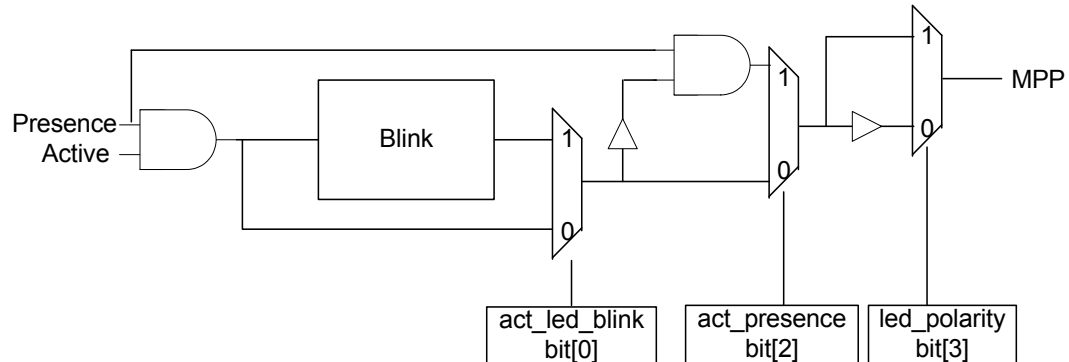 Presence
Active
Blink
1
0
1
0
1
0
MPP
act_led_blink
bit[0]
act_presence
bit[2]
led_polarity
bit[3]